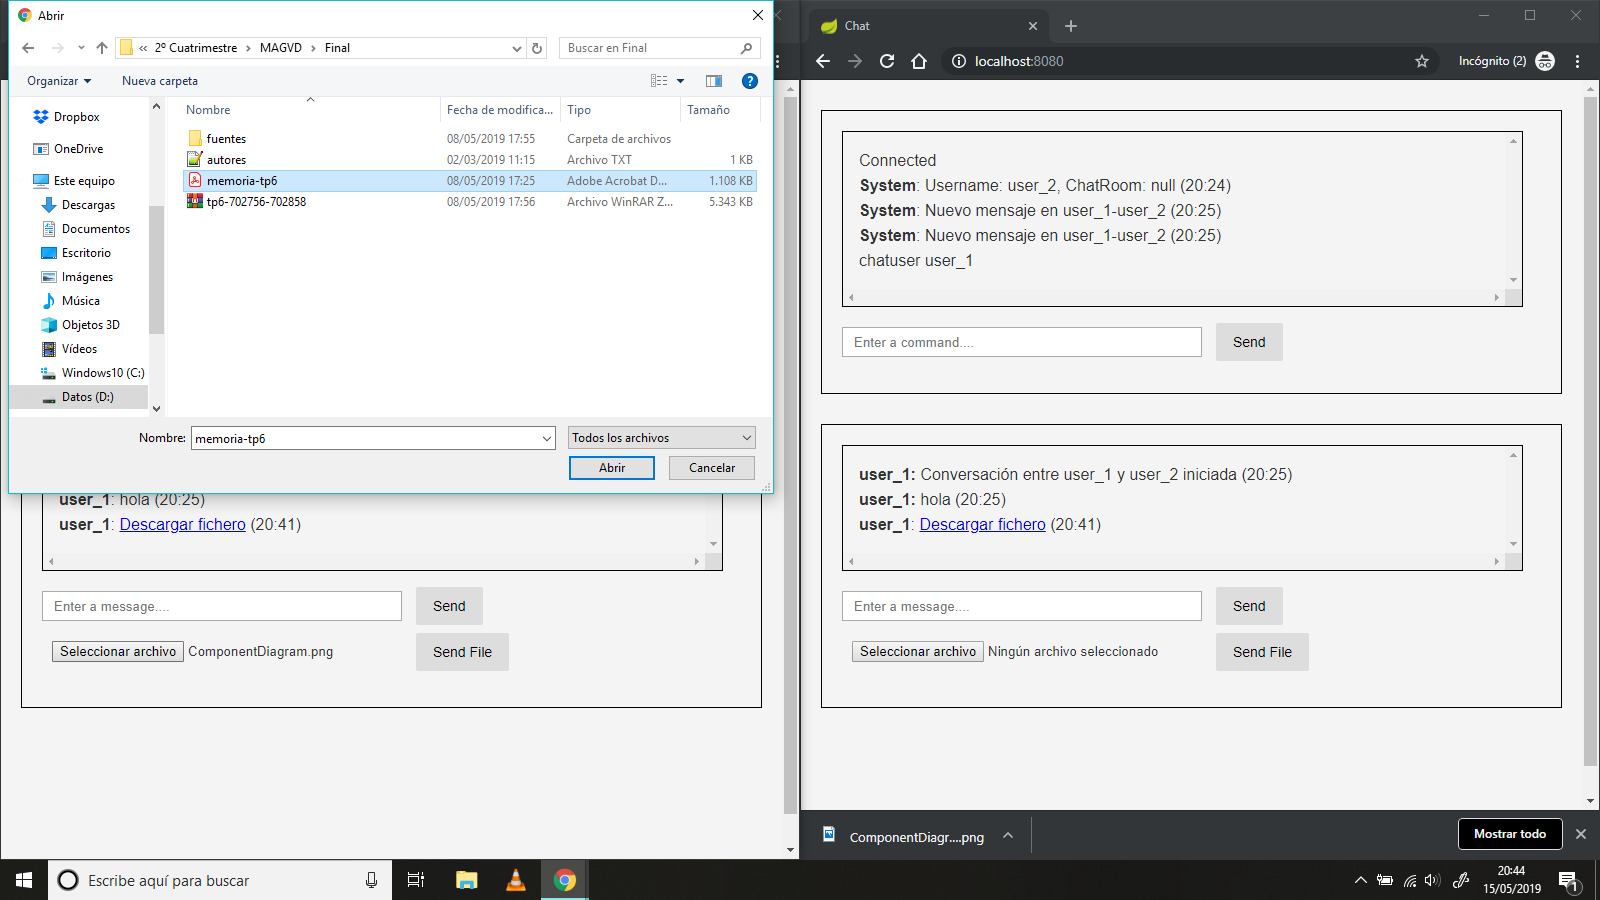 Abrir
« 2º Cuatrimestre > MAGVD > Final
Buscar en Final
Organizar
Nueva carpeta
Nombre
Fecha de modifica...
Tipo
Tamaño
Dropbox
OneDrive
Este equipo
Descargas
Documentos
Escritorio
Imágenes
Música
Objetos 3D
Vídeos
Windows10 (C:)
Datos (D:)
fuentes 08/05/2019 17:55 Carpeta de archivos
autores 02/03/2019 11:15 Archivo TXT 1 KB
memoria-tp6 08/05/2019 17:25 Adobe Acrobat D... 1.108 KB
tp6-702756-702858 08/05/2019 17:56 Archivo WinRAR Z... 5.343 KB
Nombre: memoria-tp6
Todos los archivos
Abrir
Cancelar
user_1: hola (20:25)
user_1: Descargar fichero (20:41)
Enter a message....
Send
Seleccionar archivo ComponentDiagram.png
Send File
Chat
localhost:8080
Incógnito (2)
Connected
System: Username: user_2, ChatRoom: null (20:24)
System: Nuevo mensaje en user_1-user_2 (20:25)
System: Nuevo mensaje en user_1-user_2 (20:25)
chatuser user_1
Enter a command....
Send
user_1: Conversación entre user_1 y user_2 iniciada (20:25)
user_1: hola (20:25)
user_1: Descargar fichero (20:41)
Enter a message....
Send
Seleccionar archivo Ningún archivo seleccionado
Send File
ComponentDiagr....png
Mostrar todo
Escribe aquí para buscar
20:44
15/05/2019
1